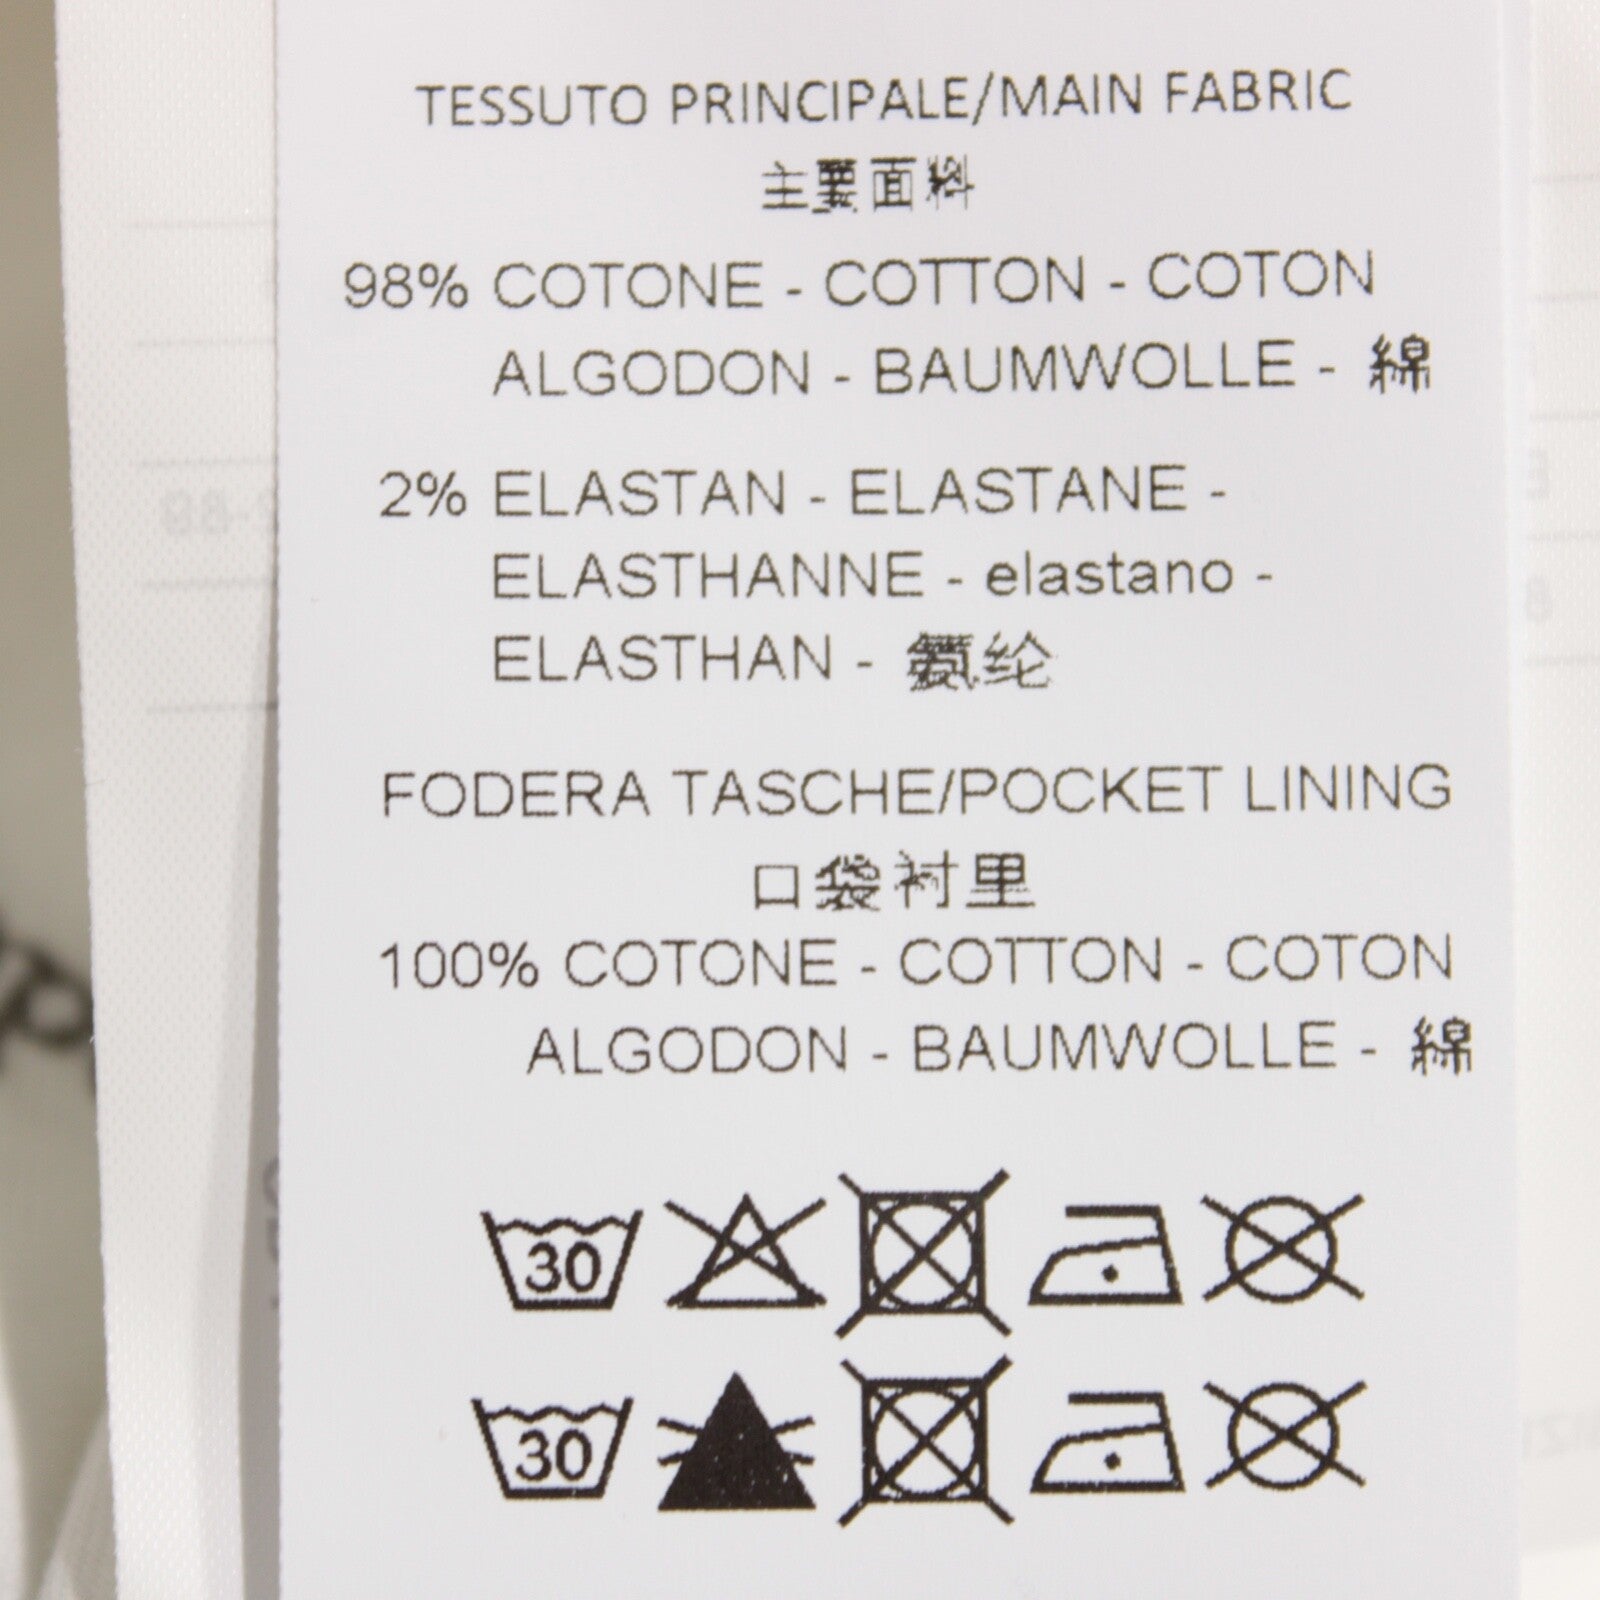 TESSUTO PRINCIPALE/MAIN FABRIC
主要面料
98% COTONE - COTTON - COTON
ALGODON - BAUMWOLLE - 綿
2% ELASTAN - ELASTANE -
ELASTHANNE - elastano -
ELASTHAN - 氨纶
FODERA TASCHE/POCKET LINING
口袋衬里
100% COTONE - COTTON - COTON
ALGODON - BAUMWOLLE - 綿
30
30